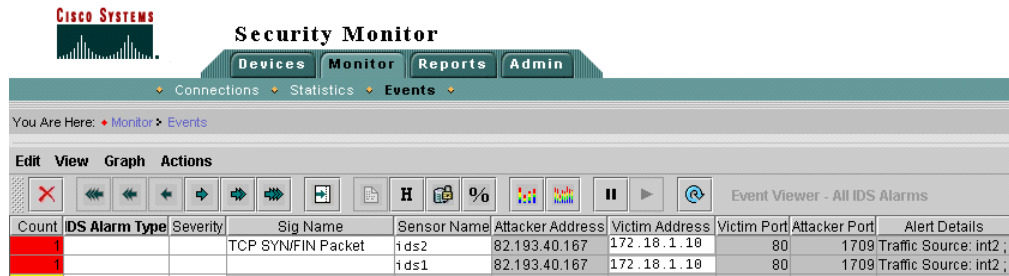 CISCO SYSTEMS
Security Monitor
Devices Monitor Reports Admin
Connections Statistics Events
You Are Here: Monitor > Events
Edit View Graph Actions
H % Event Viewer - All IDS Alarms
Count IDS Alarm Type Severity Sig Name Sensor Name Attacker Address Victim Address Victim Port Attacker Port Alert Details
1 TCP SYN/FIN Packet ids2 82.193.40.167 172.18.1.10 80 1709 Traffic Source: int2 ;
1 ids1 82.193.40.167 172.18.1.10 80 1709 Traffic Source: int2 ;